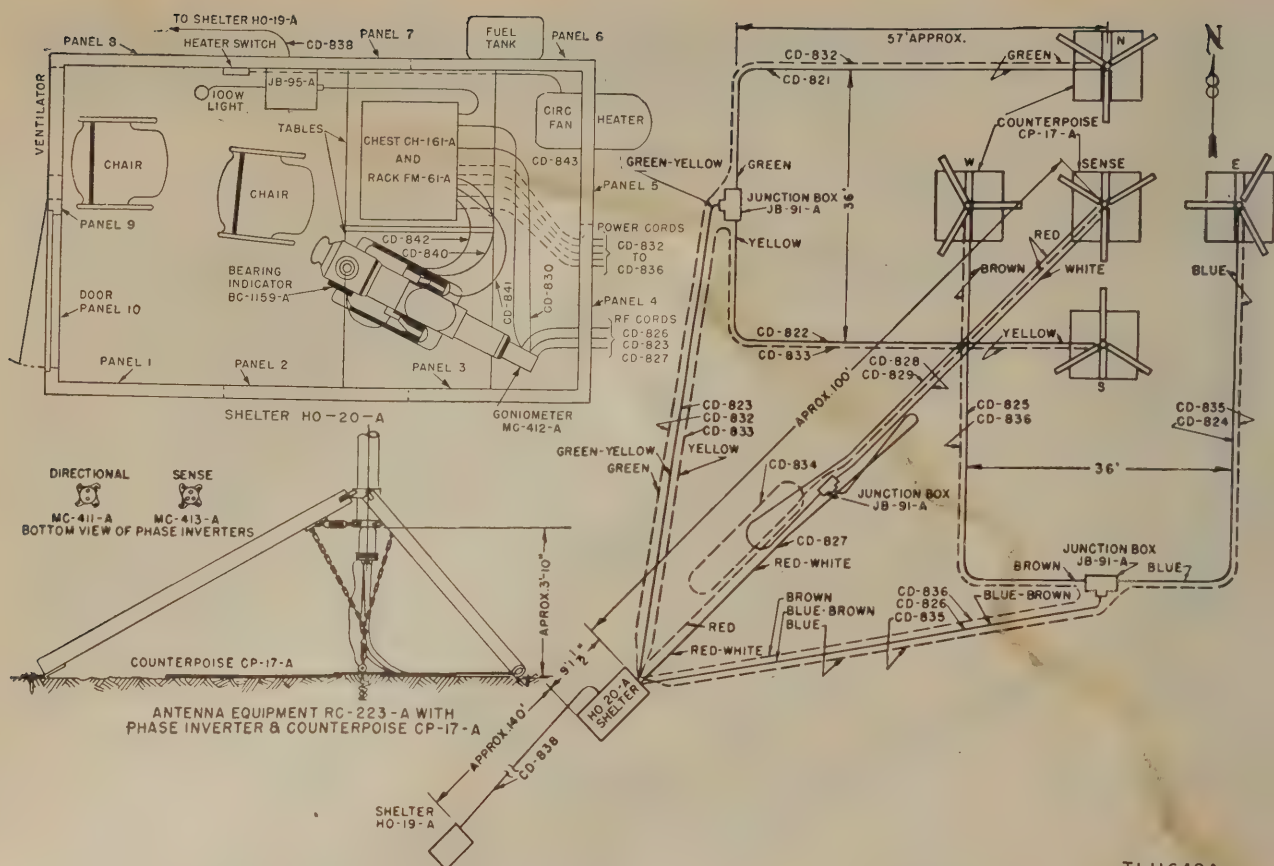 TO SHELTER HO-19-A
PANEL 8
HEATER SWITCH
CD-838
PANEL 7
FUEL
TANK
PANEL 6
VENTILATOR
JB-95-A
100W
LIGHT
TABLES
CIRC
FAN
HEATER
CHAIR
CHAIR
CHEST CH-161-A
AND
RACK FM-61-A
CD-843
PANEL 5
PANEL 9
POWER CORDS
CD-832
TO
CD-836
CD-842
CD-840
CD-841
CD-830
BEARING
INDICATOR
BC-1159-A
DOOR
PANEL 10
PANEL 4
RF CORDS
CD-826
CD-823
CD-827
PANEL 1
PANEL 2
PANEL 3
GONIOMETER
MC-412-A
SHELTER HO-20-A
DIRECTIONAL
SENSE
MC-411-A
MC-413-A
BOTTOM VIEW OF PHASE INVERTERS
APPROX. 3'-10"
COUNTERPOISE CP-17-A
ANTENNA EQUIPMENT RC-223-A WITH
PHASE INVERTER & COUNTERPOISE CP-17-A
57' APPROX.
N
N
CD-832
GREEN
CD-821
COUNTERPOISE
CP-17-A
GREEN-YELLOW
GREEN
36'
W
SENSE
E
JUNCTION BOX
JB-91-A
YELLOW
RED
BROWN
WHITE
BLUE
CD-822
CD-833
YELLOW
S
CD-828
CD-829
APPROX. 100'
CD-823
CD-832
CD-833
CD-825
CD-836
CD-835
CD-824
GREEN-YELLOW
GREEN
YELLOW
36'
CD-834
JUNCTION BOX
JB-91-A
CD-827
RED-WHITE
JUNCTION BOX
JB-91-A
BROWN
BLUE
BROWN
BLUE-BROWN
BLUE
CD-836
CD-826
CD-835
BLUE-BROWN
RED
RED-WHITE
9'1 1/2"
HO 20-A
SHELTER
APPROX. 140'
CD-838
SHELTER
HO-19-A